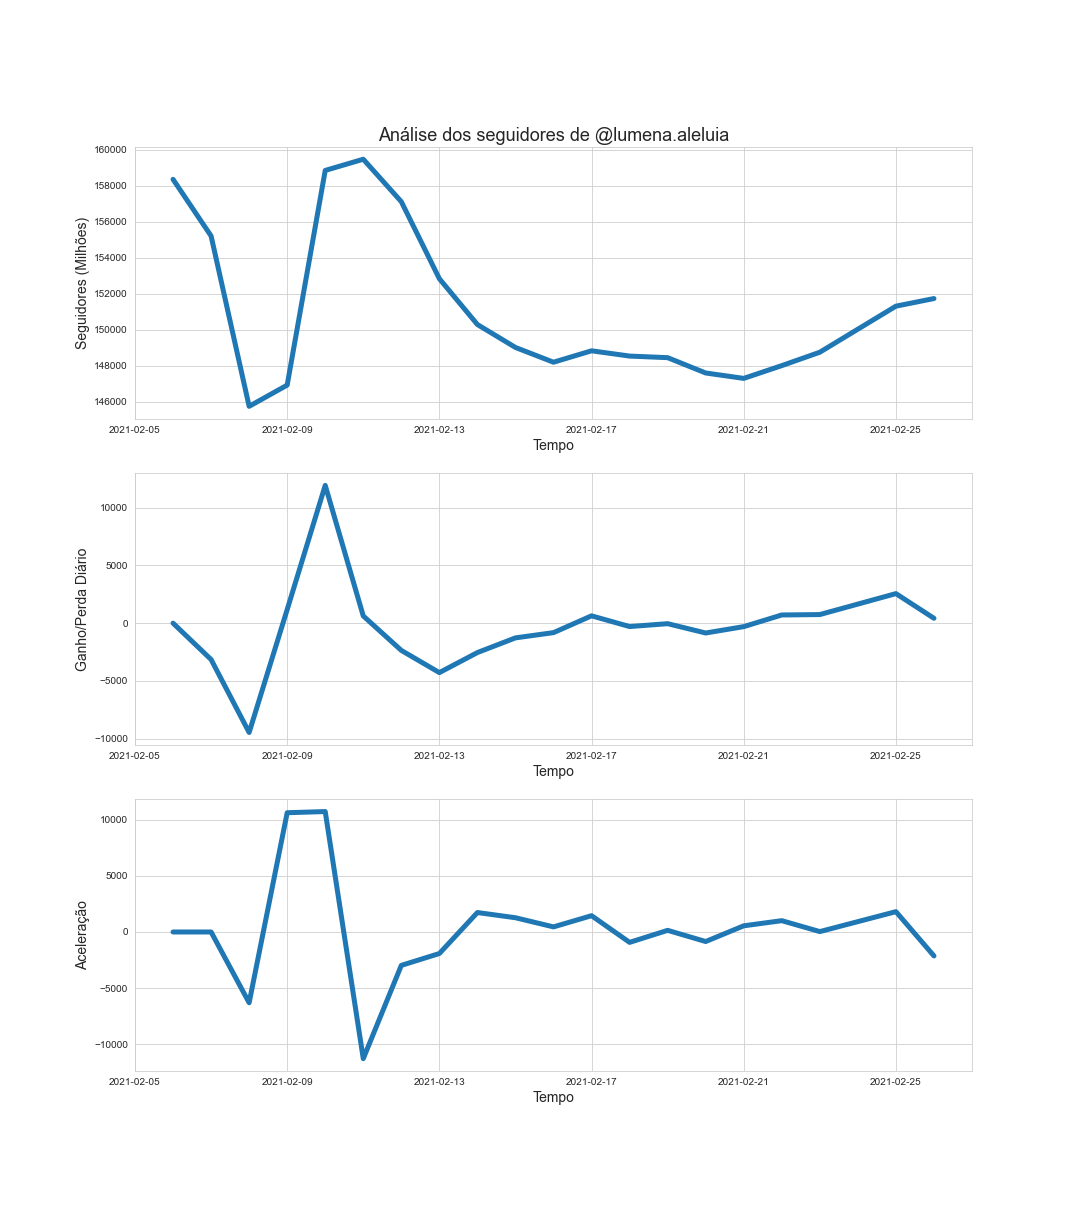 Análise dos seguidores de @lumena.aleluia
Seguidores (Milhões)
160000
158000
156000
154000
152000
150000
148000
146000
2021-02-05 2021-02-09 2021-02-13 2021-02-17 2021-02-21 2021-02-25
Tempo
Ganho/Perda Diário
10000
5000
0
−5000
−10000
2021-02-05 2021-02-09 2021-02-13 2021-02-17 2021-02-21 2021-02-25
Tempo
Aceleração
10000
5000
0
−5000
−10000
2021-02-05 2021-02-09 2021-02-13 2021-02-17 2021-02-21 2021-02-25
Tempo